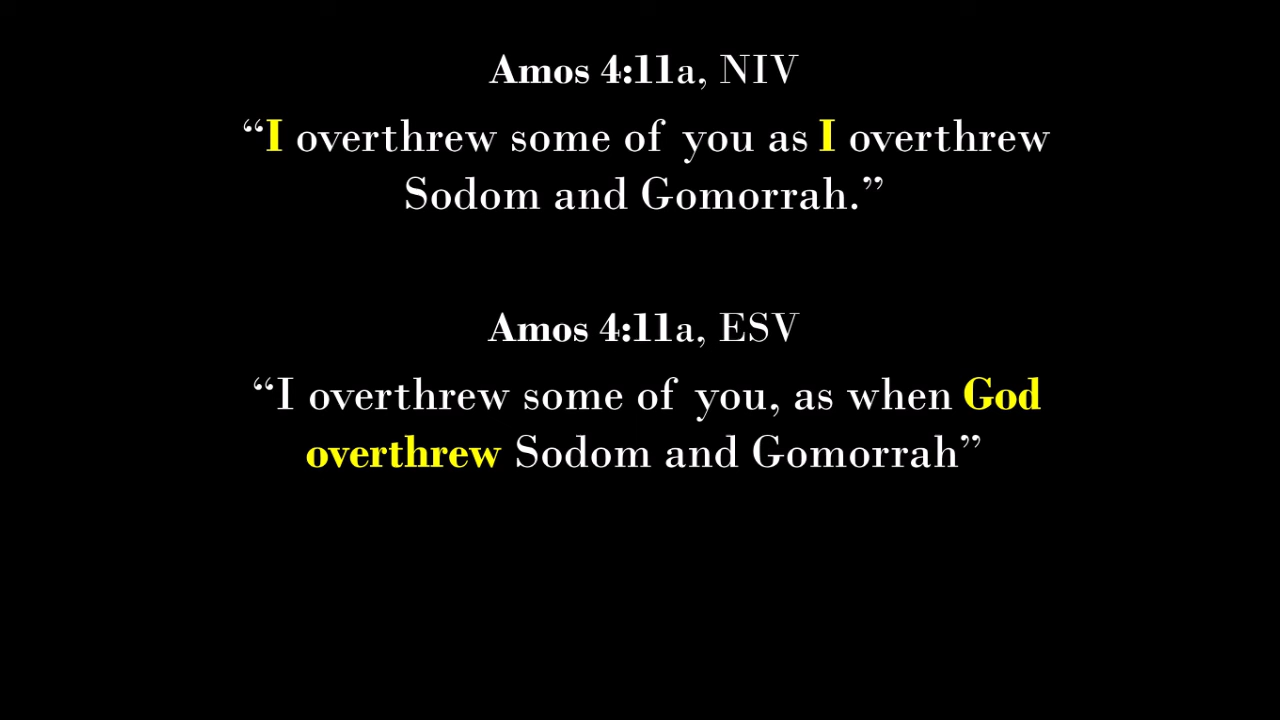 Amos 4:11a, NIV
“I overthrew some of you as I overthrew
Sodom and Gomorrah.”
Amos 4:11a, ESV
“I overthrew some of you, as when God
overthrew Sodom and Gomorrah”